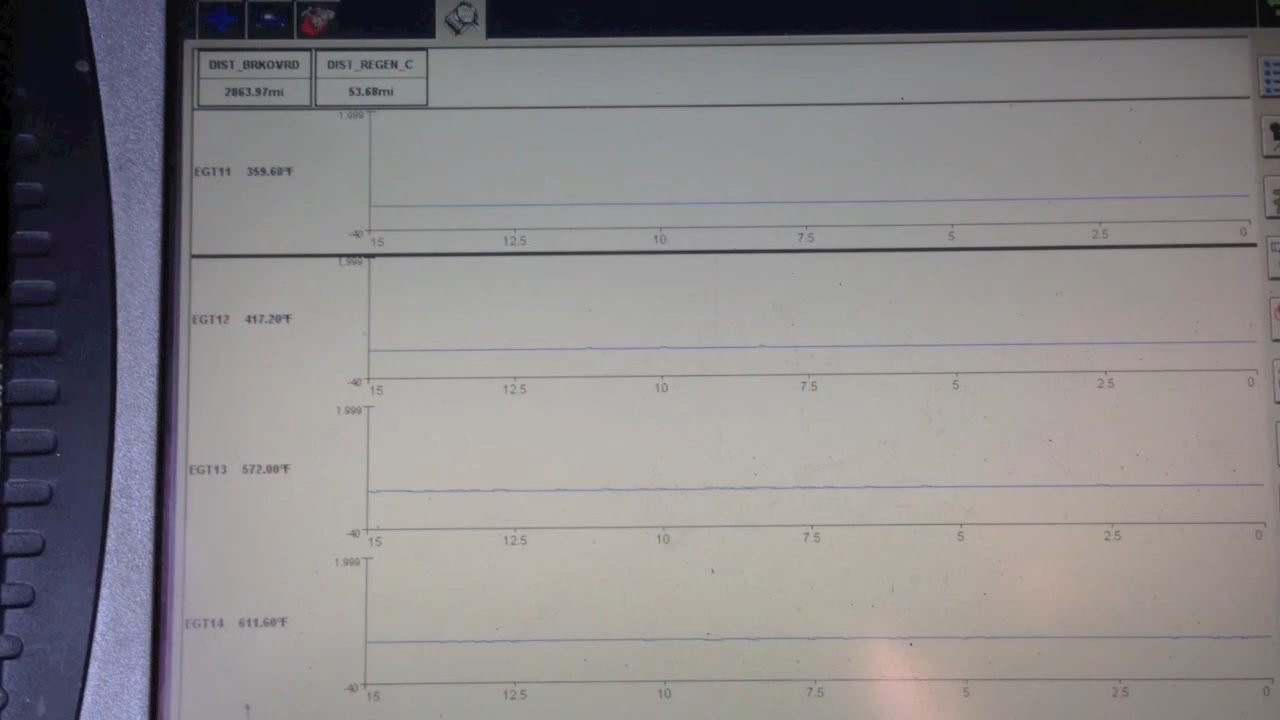 DIST_BRKOVRD DIST_REGEN_C
2863.97mi 53.68mi
1.999
EGT11 359.60°F
-40
15 12.5 10 7.5 5 2.5 0
1.999
EGT12 417.20°F
-40
15 12.5 10 7.5 5 2.5 0
1.999
EGT13 572.00°F
-40
15 12.5 10 7.5 5 2.5 0
1.999
EGT14 611.60°F
-40
15 12.5 10 7.5 5 2.5 0